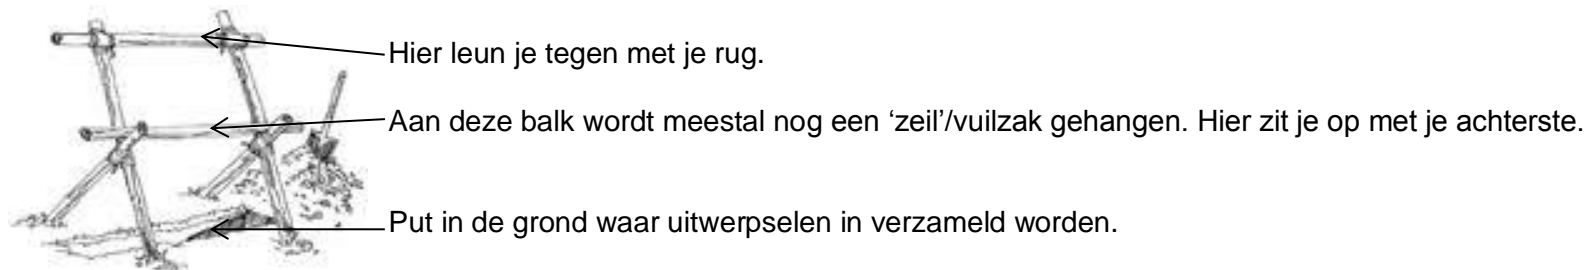 Hier leun je tegen met je rug.
Aan deze balk wordt meestal nog een ‘zeil’/vuilzak gehangen. Hier zit je op met je achterste.
Put in de grond waar uitwerpselen in verzameld worden.